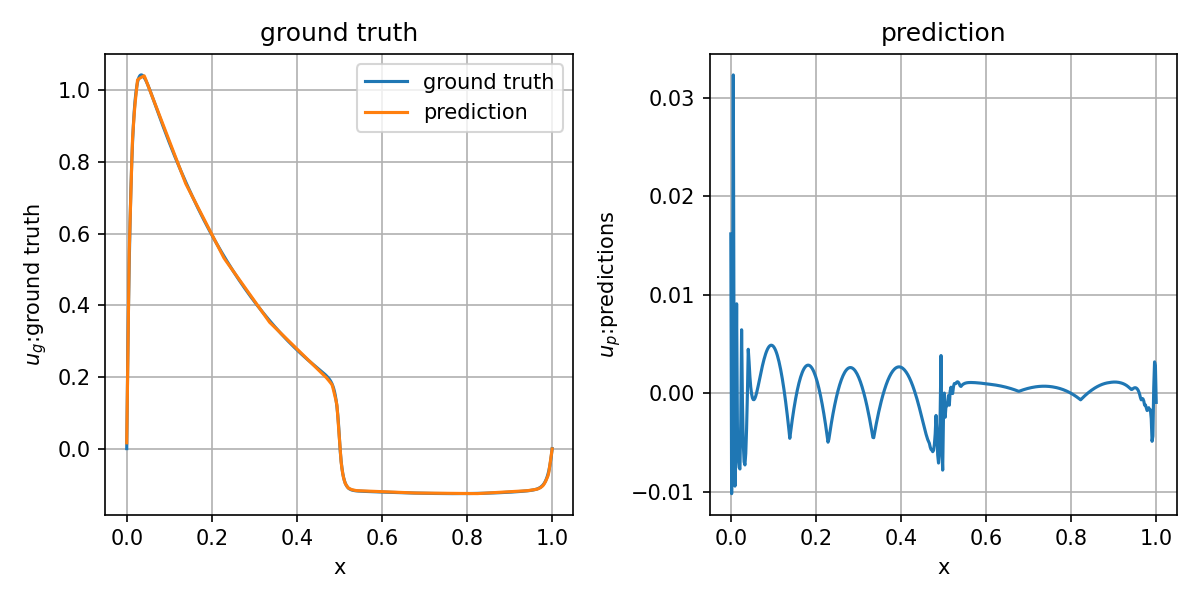 ground truth
u_g:ground truth
1.0
0.8
0.6
0.4
0.2
0.0
ground truth
prediction
0.0 0.2 0.4 0.6 0.8 1.0
x
prediction
u_p:predictions
0.03
0.02
0.01
0.00
−0.01
0.0 0.2 0.4 0.6 0.8 1.0
x